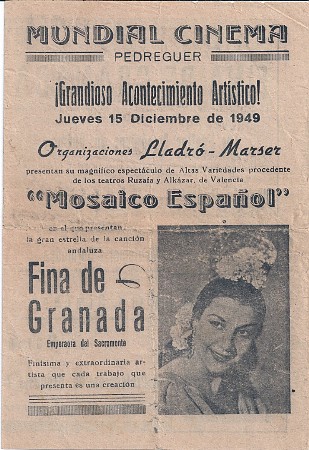 MUNDIAL CINEMA
PEDREGUER
¡Grandioso Acontecimiento Artístico!
Jueves 15 Diciembre de 1949
Organizaciones Lladró - Marser
presentan su magnífico espectáculo de Altas Variedades procedente
de los teatros Ruzafa y Alkázar, de Valencia
"Mosaico Español"
en el que presentan
la gran estrella de la canción
andaluza
Fina de
Granada
Emperaora del Sacromonte
Finísima y extraordinaria ar-
tista que cada trabajo que
presenta es una creación